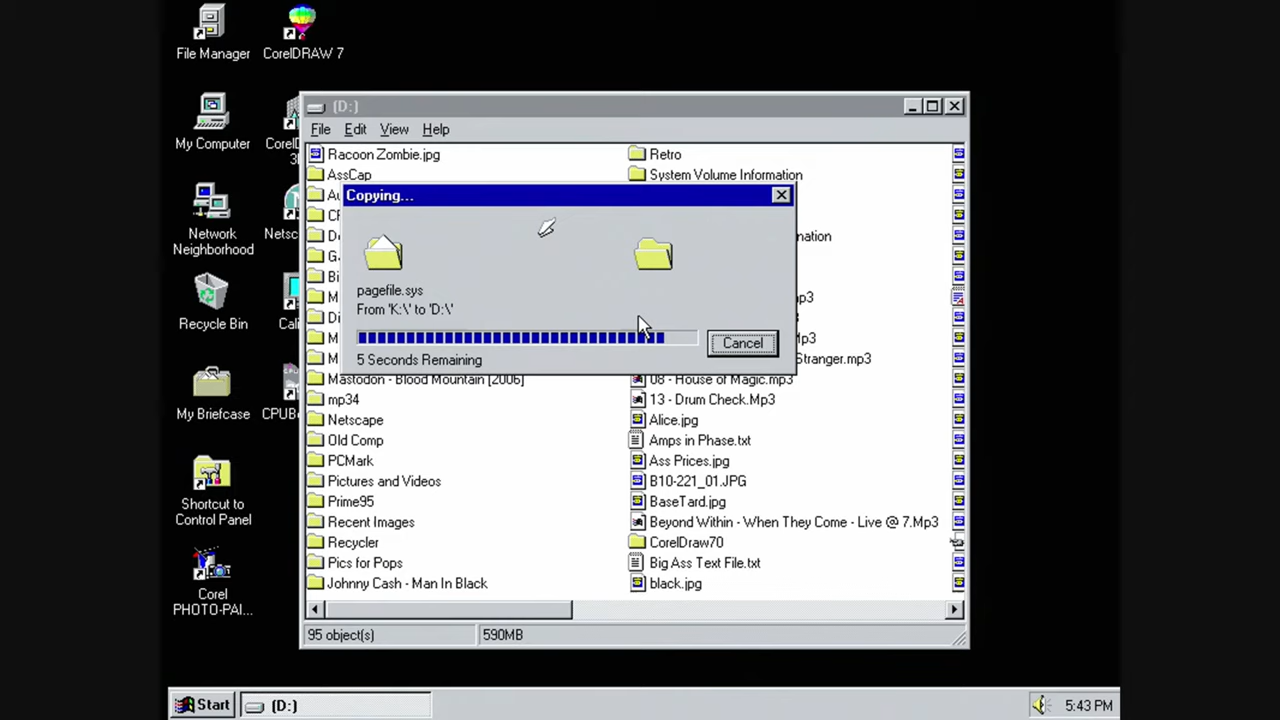 File Manager
CorelDRAW 7
My Computer
Network
Neighborhood
Recycle Bin
My Briefcase
Shortcut to
Control Panel
Corel
PHOTO-PAI...
(D:)
File Edit View Help
Racoon Zombie.jpg
AssCap
Mastodon - Blood Mountain [2006]
mp34
Netscape
Old Comp
PCMark
Pictures and Videos
Prime95
Recent Images
Recycler
Pics for Pops
Johnny Cash - Man In Black
Retro
System Volume Information
Stranger.mp3
08 - House of Magic.mp3
13 - Drum Check.Mp3
Alice.jpg
Amps in Phase.txt
Ass Prices.jpg
B10-221_01.JPG
BaseTard.jpg
Beyond Within - When They Come - Live @ 7.Mp3
CorelDraw70
Big Ass Text File.txt
black.jpg
Copying...
pagefile.sys
From 'K:\' to 'D:\'
Cancel
5 Seconds Remaining
95 object(s)
590MB
Start
(D:)
5:43 PM